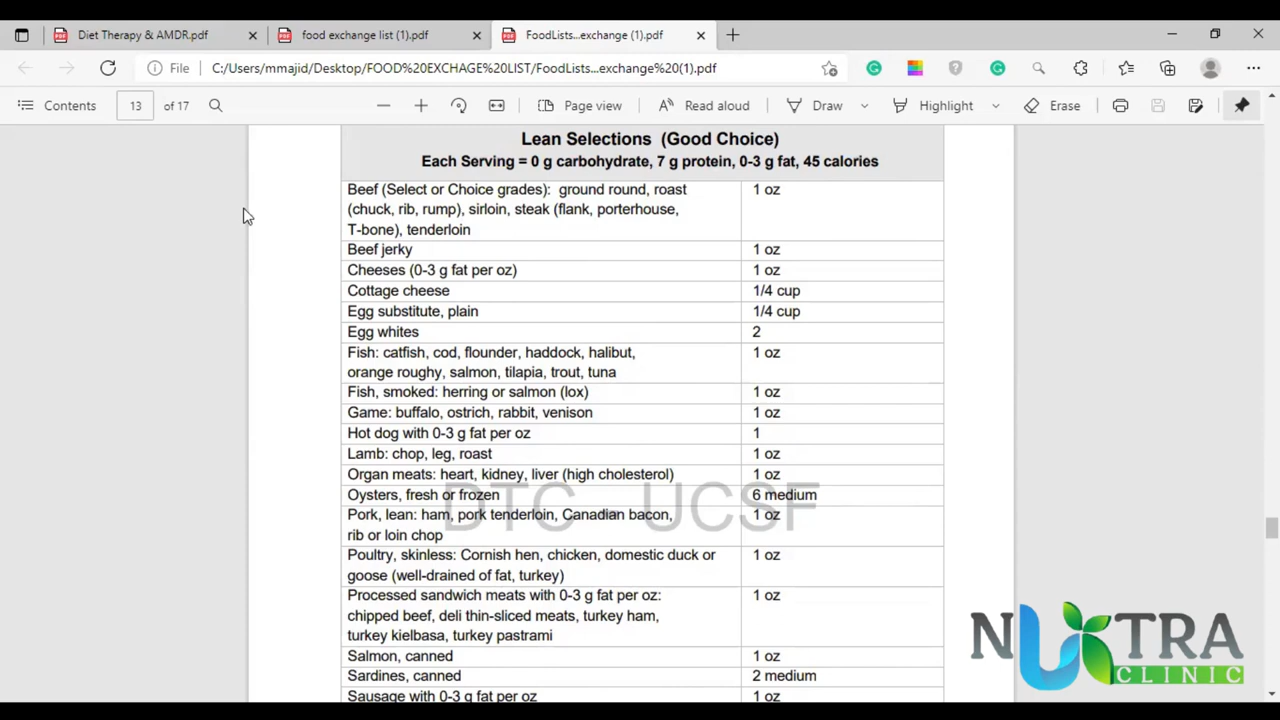 Diet Therapy & AMDR.pdf
food exchange list (1).pdf
FoodLists...exchange (1).pdf
File C:/Users/mmajid/Desktop/FOOD%20EXCHAGE%20LIST/FoodLists...exchange%20(1).pdf
Contents 13 of 17 Page view Read aloud Draw Highlight Erase
Lean Selections (Good Choice)
Each Serving = 0 g carbohydrate, 7 g protein, 0-3 g fat, 45 calories
Beef (Select or Choice grades): ground round, roast 1 oz
(chuck, rib, rump), sirloin, steak (flank, porterhouse,
T-bone), tenderloin
Beef jerky 1 oz
Cheeses (0-3 g fat per oz) 1 oz
Cottage cheese 1/4 cup
Egg substitute, plain 1/4 cup
Egg whites 2
Fish: catfish, cod, flounder, haddock, halibut, 1 oz
orange roughy, salmon, tilapia, trout, tuna
Fish, smoked: herring or salmon (lox) 1 oz
Game: buffalo, ostrich, rabbit, venison 1 oz
Hot dog with 0-3 g fat per oz 1
Lamb: chop, leg, roast 1 oz
Organ meats: heart, kidney, liver (high cholesterol) 1 oz
Oysters, fresh or frozen 6 medium
DTC - UCSF
Pork, lean: ham, pork tenderloin, Canadian bacon, 1 oz
rib or loin chop
Poultry, skinless: Cornish hen, chicken, domestic duck or 1 oz
goose (well-drained of fat, turkey)
Processed sandwich meats with 0-3 g fat per oz: 1 oz
chipped beef, deli thin-sliced meats, turkey ham,
turkey kielbasa, turkey pastrami
Salmon, canned 1 oz
Sardines, canned 2 medium
Sausage with 0-3 g fat per oz 1 oz
NUTRA
CLINIC